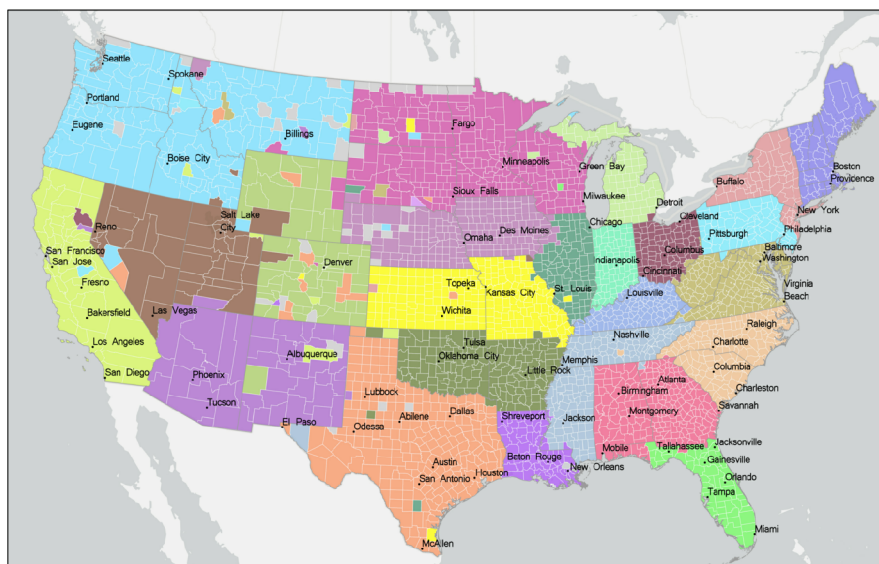 Seattle
Spokane
Portland
Eugene
Billings
Boise City
Fargo
Minneapolis
Sioux Falls
Green Bay
Milwaukee
Detroit
Buffalo
Boston
Providence
New York
Reno
Salt Lake
City
San Francisco
San Jose
Fresno
Bakersfield
Las Vegas
Los Angeles
San Diego
Denver
Omaha
Des Moines
Chicago
Cleveland
Pittsburgh
Philadelphia
Columbus
Baltimore
Washington
Indianapolis
Cincinnati
Topeka
Kansas City
St. Louis
Wichita
Louisville
Virginia
Beach
Albuquerque
Phoenix
Tucson
El Paso
Tulsa
Oklahoma City
Little Rock
Nashville
Memphis
Raleigh
Charlotte
Columbia
Charleston
Lubbock
Odessa
Abilene
Dallas
Shreveport
Jackson
Birmingham
Atlanta
Montgomery
Savannah
Austin
San Antonio
Houston
Baton Rouge
New Orleans
Mobile
Tallahassee
Jacksonville
Gainesville
Orlando
Tampa
Miami
McAllen